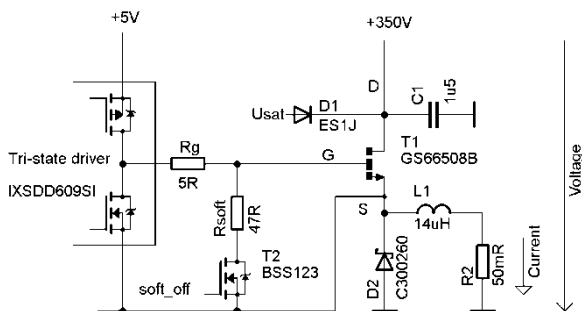 +5V
+350V
D
Usat
D1
ES1J
C1
1u5
Rg
5R
G
T1
GS66508B
Tri-state driver
IXSDD609SI
Rsoft
47R
T2
BSS123
soft_off
S
L1
14uH
D2
C300260
R2
50mR
Current
Voltage